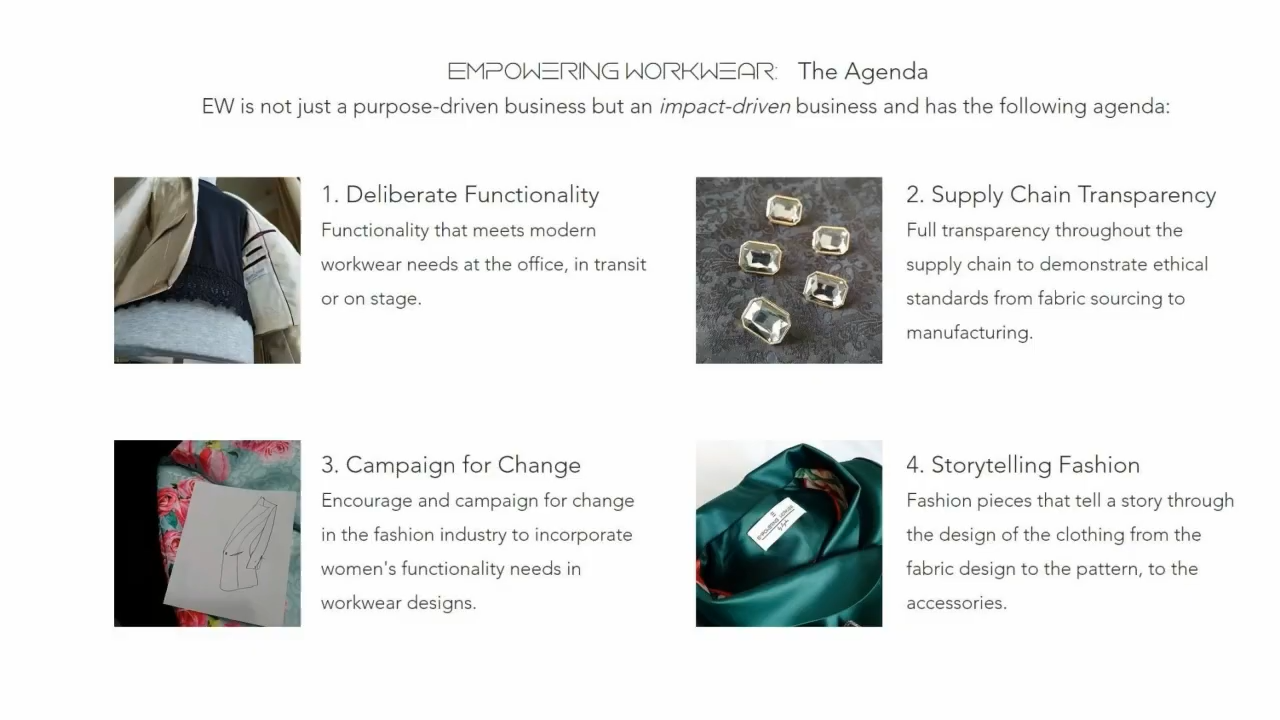 EMPOWERING WORKWEAR: The Agenda
EW is not just a purpose-driven business but an impact-driven business and has the following agenda:
1. Deliberate Functionality
Functionality that meets modern
workwear needs at the office, in transit
or on stage.
2. Supply Chain Transparency
Full transparency throughout the
supply chain to demonstrate ethical
standards from fabric sourcing to
manufacturing.
3. Campaign for Change
Encourage and campaign for change
in the fashion industry to incorporate
women's functionality needs in
workwear designs.
4. Storytelling Fashion
Fashion pieces that tell a story through
the design of the clothing from the
fabric design to the pattern, to the
accessories.